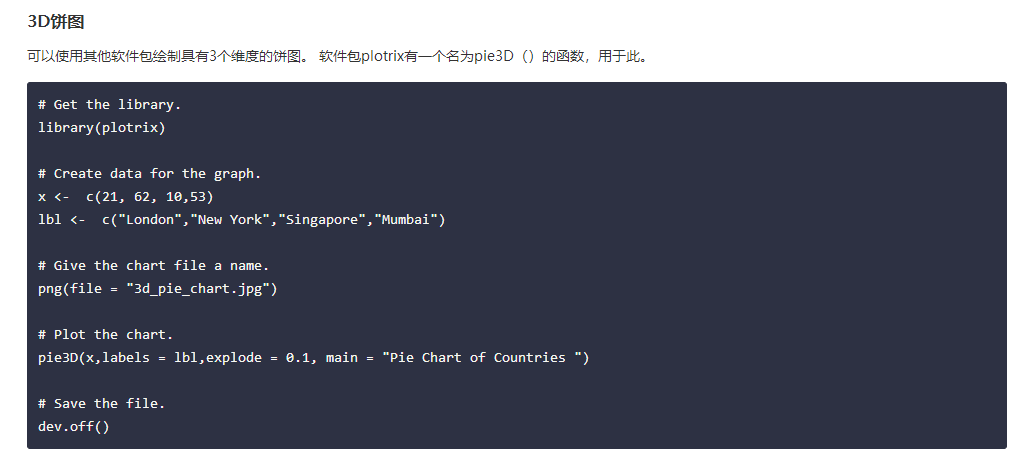 3D饼图
可以使用其他软件包绘制具有3个维度的饼图。 软件包plotrix有一个名为pie3D（）的函数，用于此。
# Get the library.
library(plotrix)
# Create data for the graph.
x <-  c(21, 62, 10,53)
lbl <-  c("London","New York","Singapore","Mumbai")
# Give the chart file a name.
png(file = "3d_pie_chart.jpg")
# Plot the chart.
pie3D(x,labels = lbl,explode = 0.1, main = "Pie Chart of Countries ")
# Save the file.
dev.off()